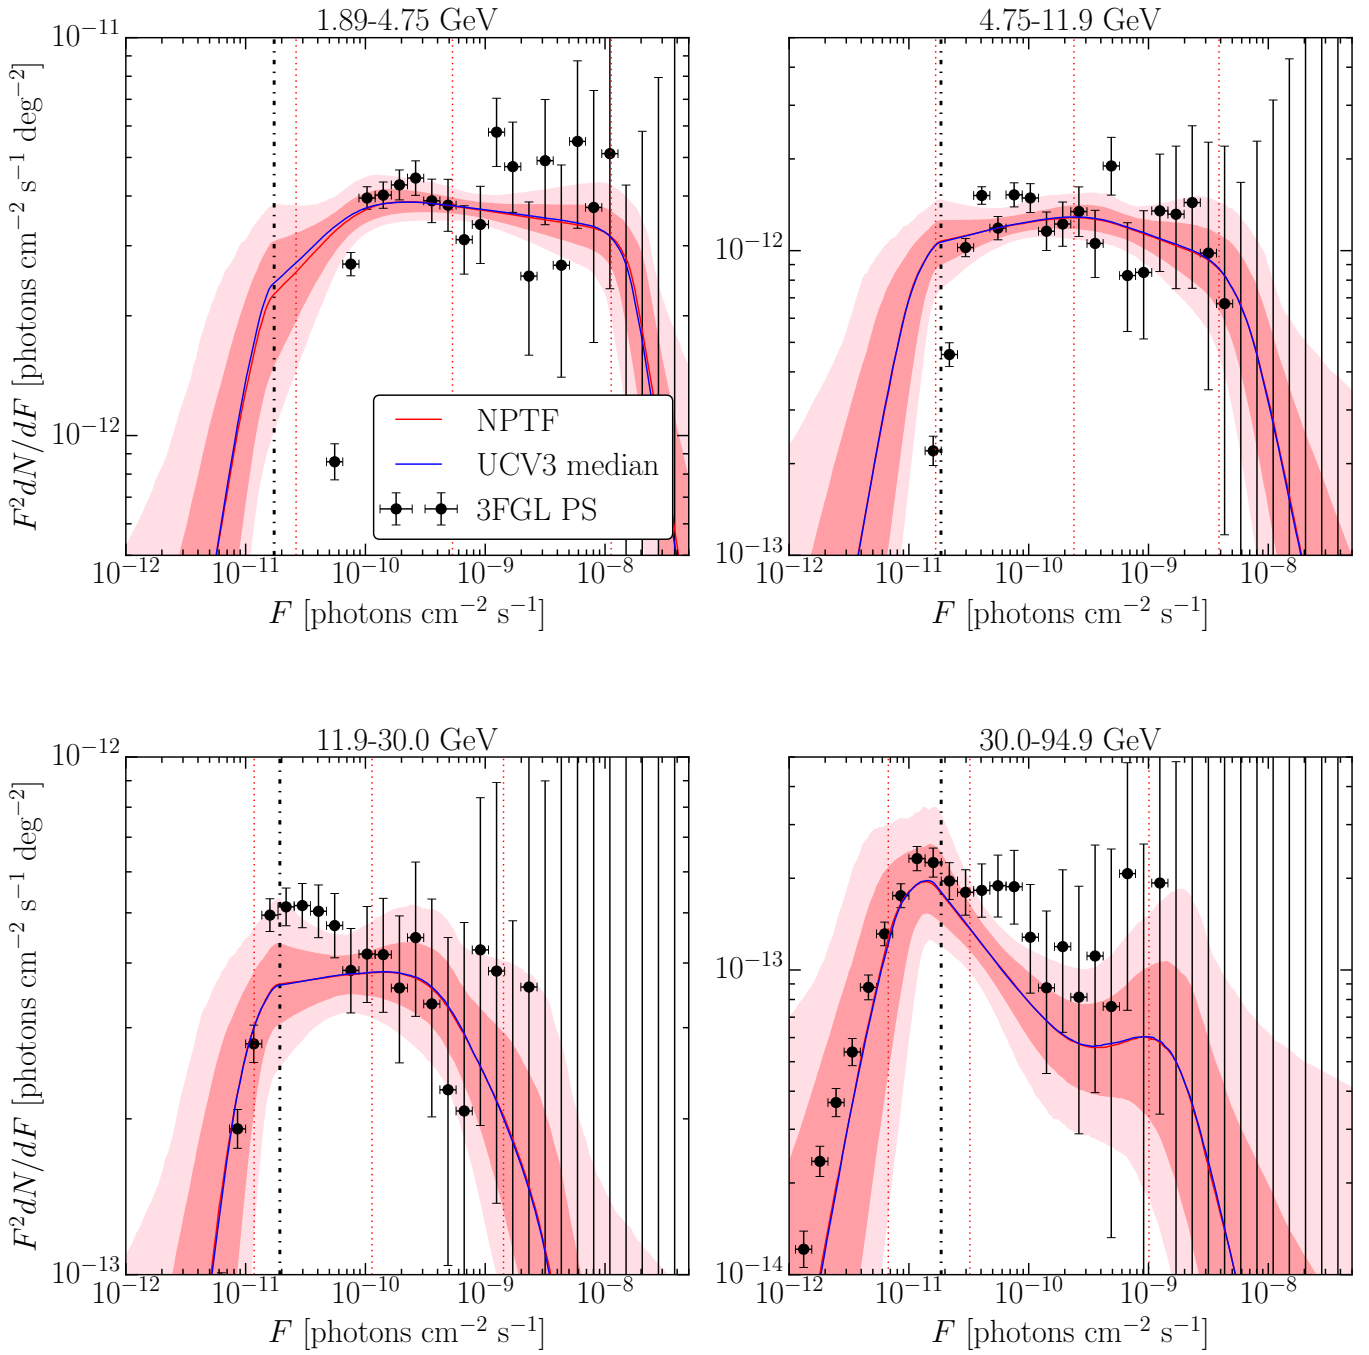 1.89-4.75 GeV
10⁻¹¹
10⁻¹²
F²dN/dF [photons cm⁻² s⁻¹ deg⁻²]
NPTF
UCV3 median
3FGL PS
10⁻¹² 10⁻¹¹ 10⁻¹⁰ 10⁻⁹ 10⁻⁸
F [photons cm⁻² s⁻¹]
4.75-11.9 GeV
10⁻¹²
10⁻¹³
10⁻¹² 10⁻¹¹ 10⁻¹⁰ 10⁻⁹ 10⁻⁸
F [photons cm⁻² s⁻¹]
11.9-30.0 GeV
10⁻¹²
10⁻¹³
F²dN/dF [photons cm⁻² s⁻¹ deg⁻²]
10⁻¹² 10⁻¹¹ 10⁻¹⁰ 10⁻⁹ 10⁻⁸
F [photons cm⁻² s⁻¹]
30.0-94.9 GeV
10⁻¹³
10⁻¹⁴
10⁻¹² 10⁻¹¹ 10⁻¹⁰ 10⁻⁹ 10⁻⁸
F [photons cm⁻² s⁻¹]